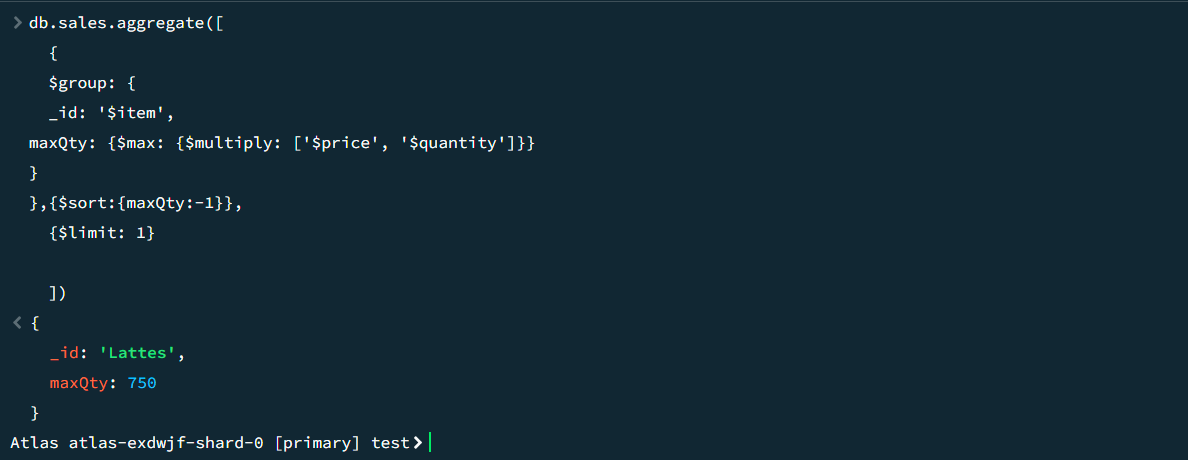 > db.sales.aggregate([
{
$group: {
_id: '$item',
maxQty: {$max: {$multiply: ['$price', '$quantity']}}
}
},{$sort:{maxQty:-1}},
{$limit: 1}
])
< {
_id: 'Lattes',
maxQty: 750
}
Atlas atlas-exdwjf-shard-0 [primary] test>